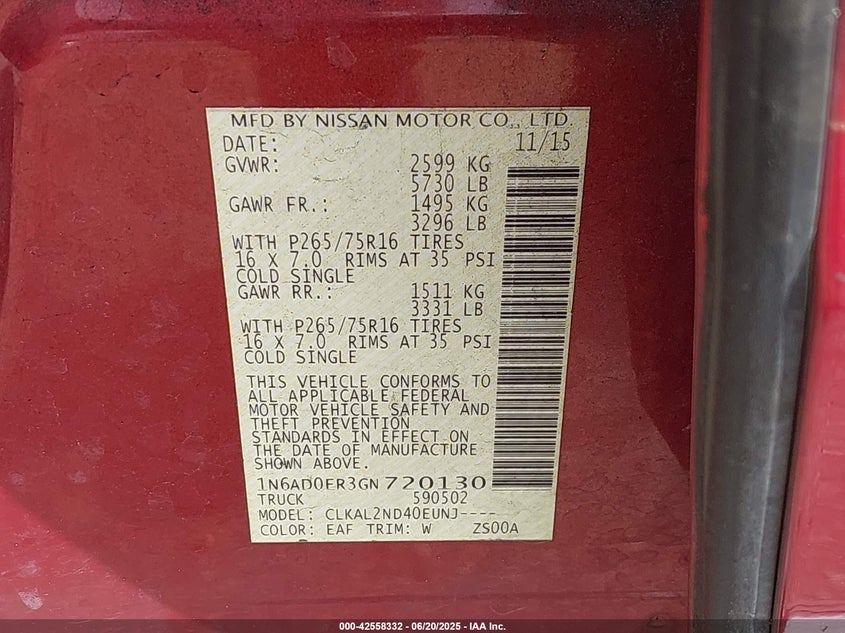 MFD BY NISSAN MOTOR CO., LTD.
DATE: 11/15
GVWR: 2599 KG
5730 LB
GAWR FR.: 1495 KG
3296 LB
WITH P265/75R16 TIRES
16 X 7.0 RIMS AT 35 PSI
COLD SINGLE
GAWR RR.: 1511 KG
3331 LB
WITH P265/75R16 TIRES
16 X 7.0 RIMS AT 35 PSI
COLD SINGLE
THIS VEHICLE CONFORMS TO
ALL APPLICABLE FEDERAL
MOTOR VEHICLE SAFETY AND
THEFT PREVENTION
STANDARDS IN EFFECT ON
THE DATE OF MANUFACTURE
SHOWN ABOVE.
1N6AD0ER3GN720130
TRUCK 590502
MODEL: CLKAL2ND40EUNJ----
COLOR: EAF TRIM: W ZS00A
000-42558332 - 06/20/2025 - IAA Inc.